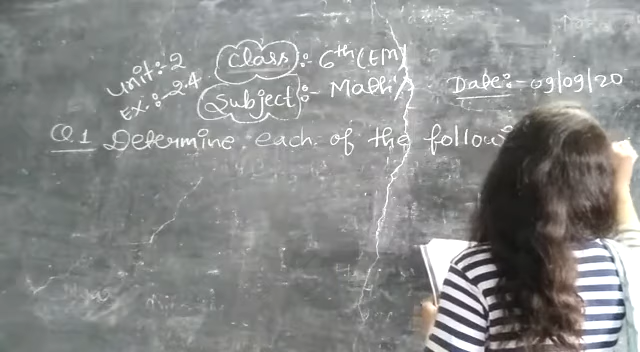 Unit:-2
Ex.:-2.4
Class:- 6th (EM)
Subject:- Maths
Date:- 09/09/20
Q.1 Determine each of the follow